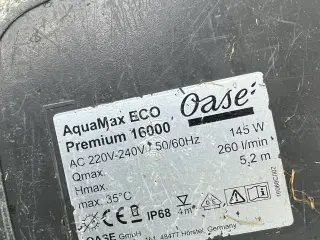 AquaMax ECO
Premium 16000
Oase
AC 220V-240V 50/60Hz 145 W
Qmax. 260 l/min
Hmax. 5,2 m
max. 35°C
CE IP68 4m
OASE GmbH
48477 Hörstel, Germany